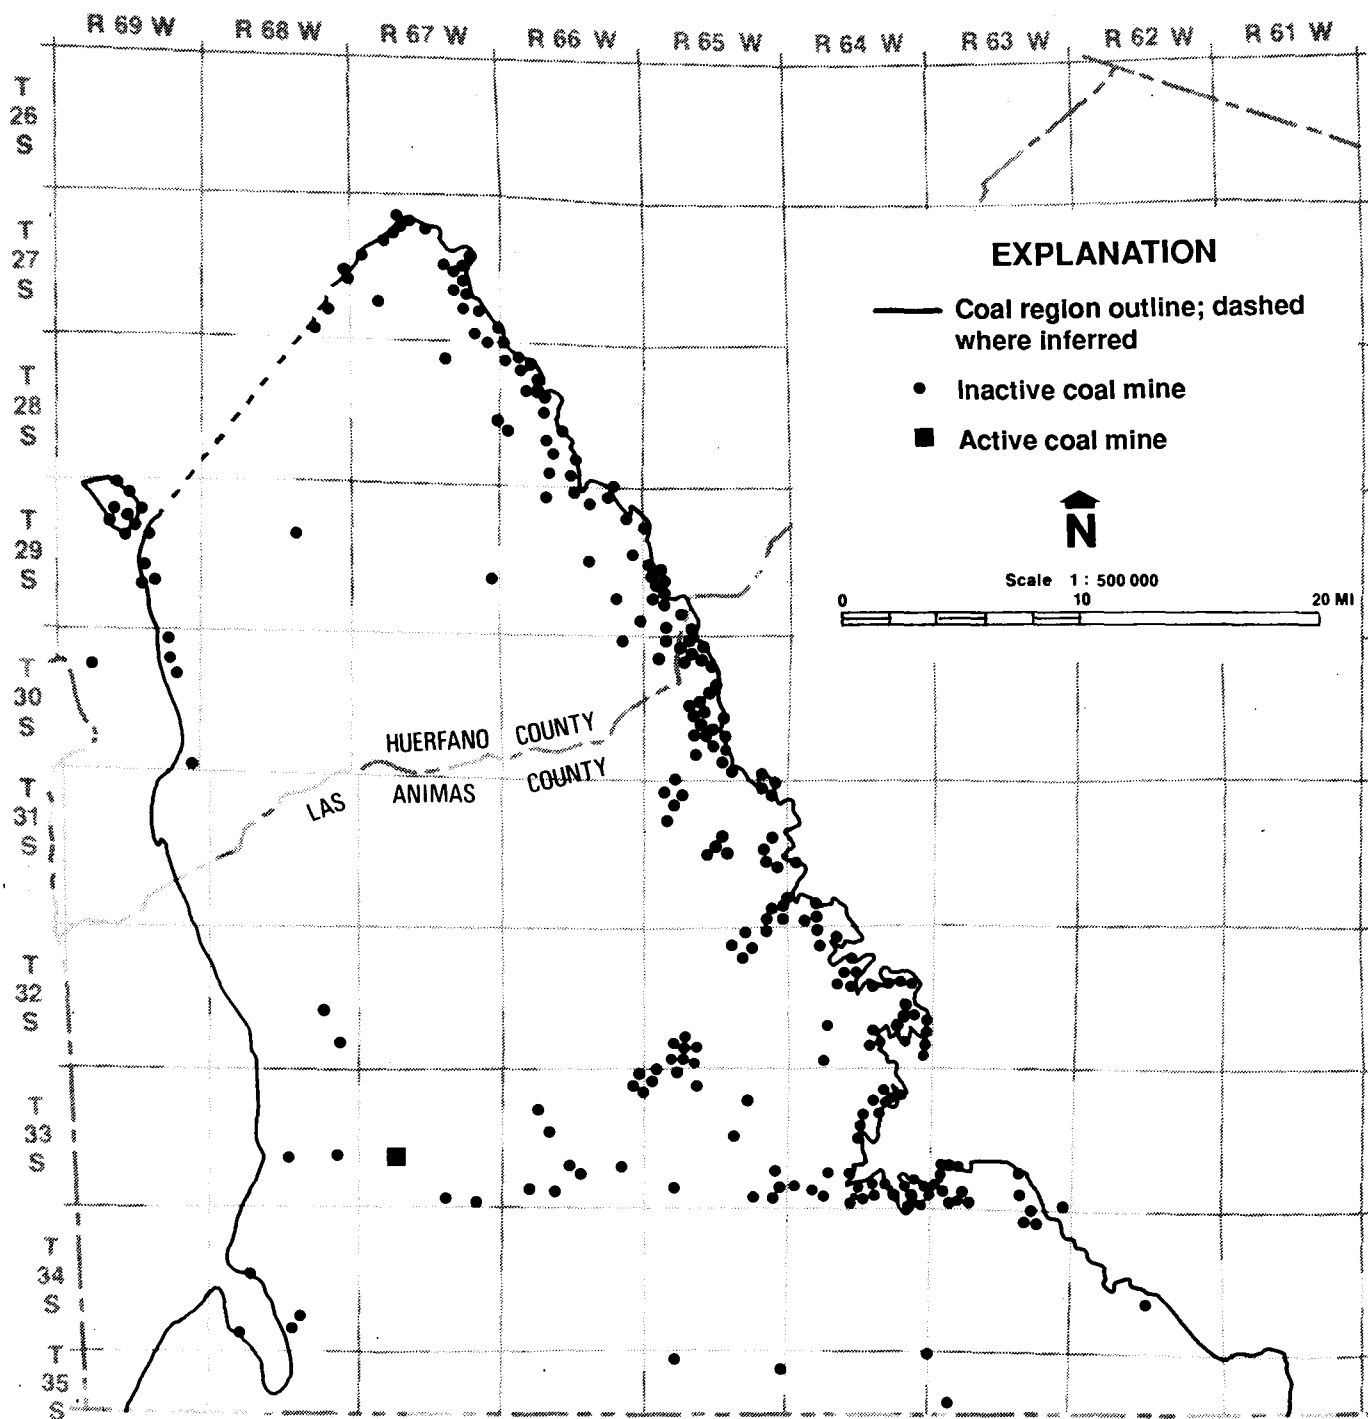 R 69 W R 68 W R 67 W R 66 W R 65 W R 64 W R 63 W R 62 W R 61 W
T
26
S
T
27
S
T
28
S
T
29
S
T
30
S
T
31
S
T
32
S
T
33
S
T
34
S
T
35
S
EXPLANATION
Coal region outline; dashed
where inferred
Inactive coal mine
Active coal mine
N
Scale 1 : 500 000
0 10 20 MI
HUERFANO COUNTY
LAS ANIMAS COUNTY